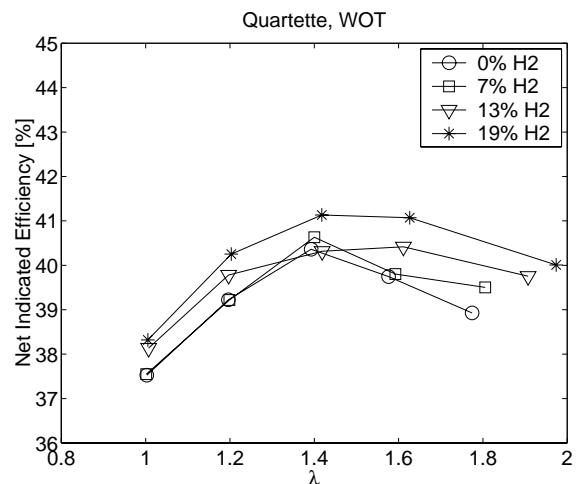 Quartette, WOT
45
44
43
42
41
40
39
38
37
36
Net Indicated Efficiency [%]
0% H2
7% H2
13% H2
19% H2
0.8 1 1.2 1.4 1.6 1.8 2
λ